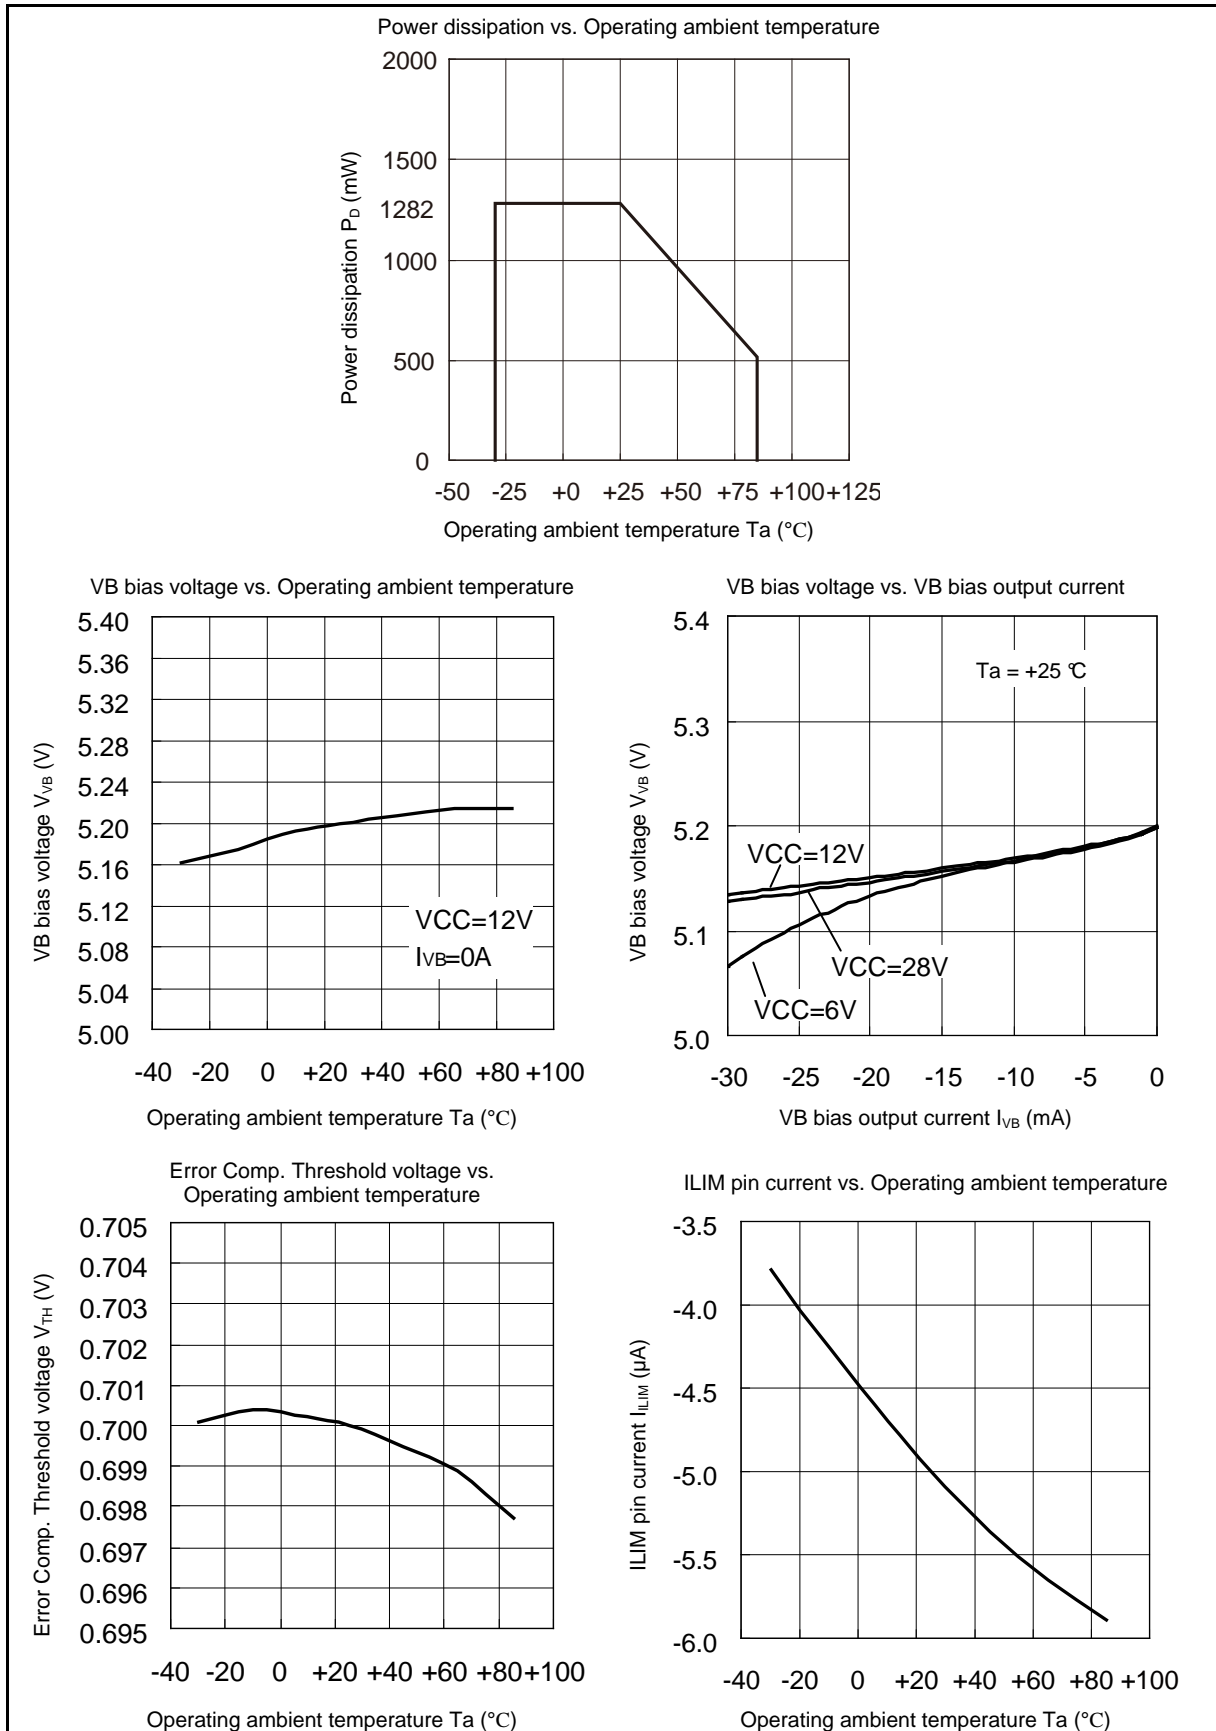 Power dissipation vs. Operating ambient temperature
Power dissipation PD (mW)
2000
1500
1282
1000
500
0
-50 -25 +0 +25 +50 +75 +100 +125
Operating ambient temperature Ta (°C)
VB bias voltage vs. Operating ambient temperature
VB bias voltage VVB (V)
5.40
5.36
5.32
5.28
5.24
5.20
5.16
5.12
5.08
5.04
5.00
VCC=12V
IVB=0A
-40 -20 0 +20 +40 +60 +80 +100
Operating ambient temperature Ta (°C)
VB bias voltage vs. VB bias output current
VB bias voltage VVB (V)
5.4
5.3
5.2
5.1
5.0
Ta = +25 °C
VCC=12V
VCC=28V
VCC=6V
-30 -25 -20 -15 -10 -5 0
VB bias output current IVB (mA)
Error Comp. Threshold voltage vs.
Operating ambient temperature
Error Comp. Threshold voltage VTH (V)
0.705
0.704
0.703
0.702
0.701
0.700
0.699
0.698
0.697
0.696
0.695
-40 -20 0 +20 +40 +60 +80 +100
Operating ambient temperature Ta (°C)
ILIM pin current vs. Operating ambient temperature
ILIM pin current IILIM (µA)
-3.5
-4.0
-4.5
-5.0
-5.5
-6.0
-40 -20 0 +20 +40 +60 +80 +100
Operating ambient temperature Ta (°C)